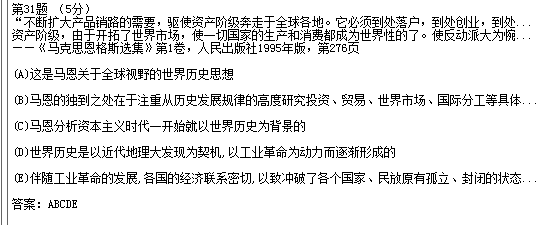 第31题 （5分）
“不断扩大产品销路的需要，驱使资产阶级奔走于全球各地。它必须到处落户，到处创业，到处...
资产阶级，由于开拓了世界市场，使一切国家的生产和消费都成为世界性的了。使反动派大为惋...
——《马克思恩格斯选集》第1卷，人民出版社1995年版，第276页
(A)这是马恩关于全球视野的世界历史思想
(B)马恩的独到之处在于注重从历史发展规律的高度研究投资、贸易、世界市场、国际分工等具体...
(C)马恩分析资本主义时代一开始就以世界历史为背景的
(D)世界历史是以近代地理大发现为契机,以工业革命为动力而逐渐形成的
(E)伴随工业革命的发展,各国的经济联系密切,以致冲破了各个国家、民放原有孤立、封闭的状态...
答案: ABCDE